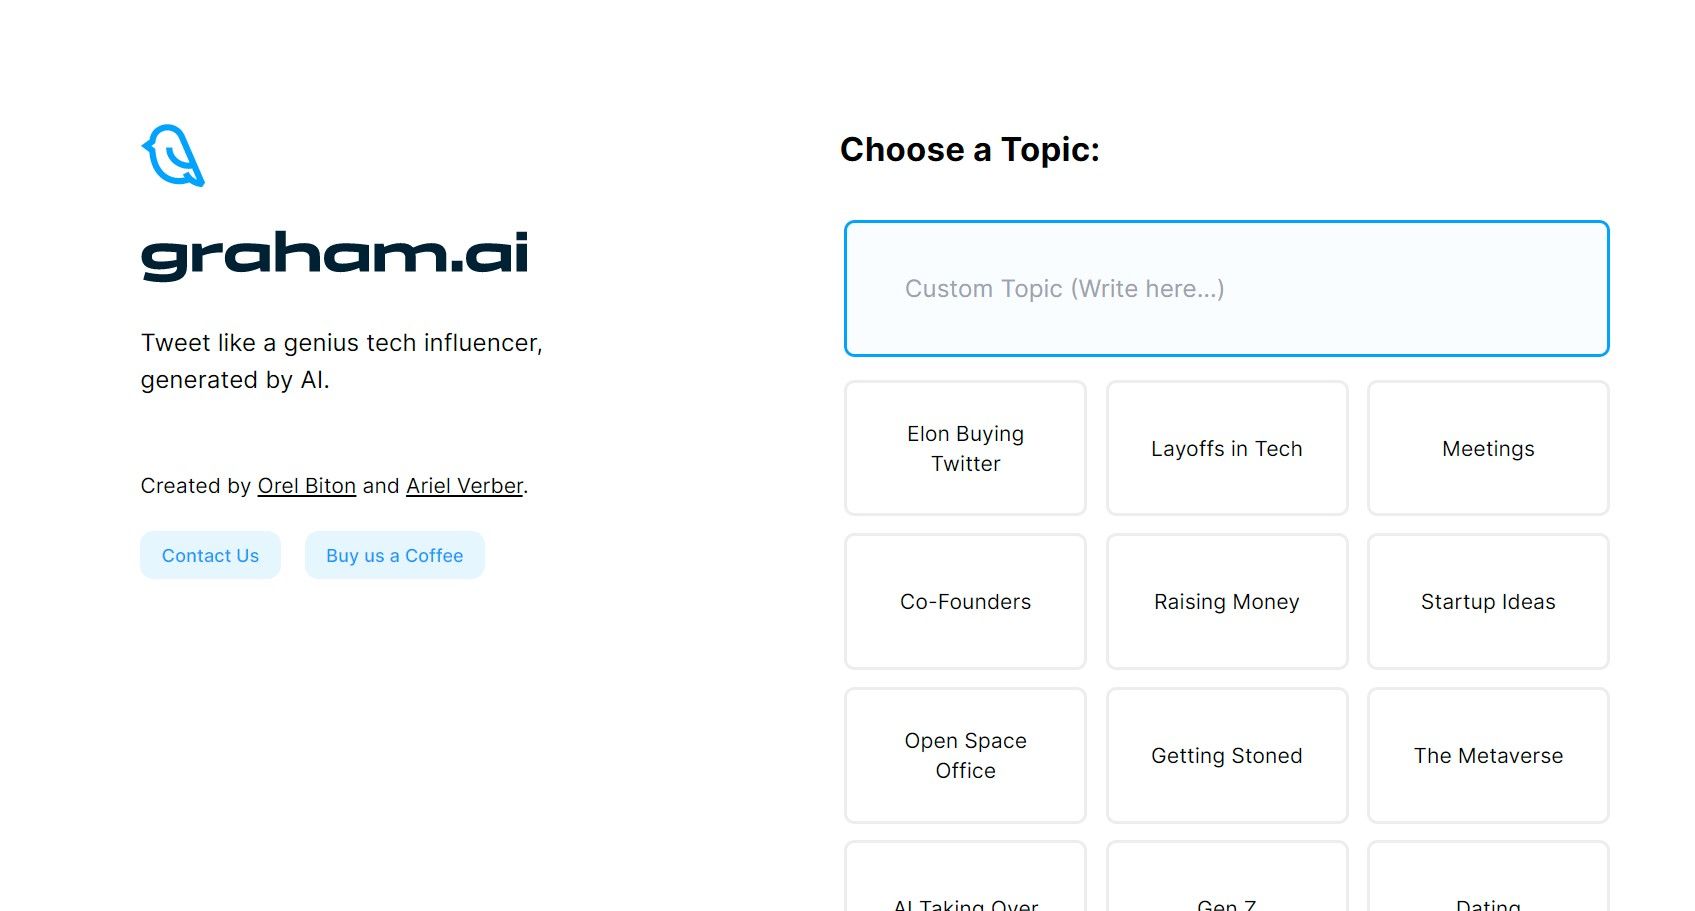 graham.ai
Tweet like a genius tech influencer,
generated by AI.
Created by Orel Biton and Ariel Verber.
Contact Us
Buy us a Coffee
Choose a Topic:
Custom Topic (Write here...)
Elon Buying
Twitter
Layoffs in Tech
Meetings
Co-Founders
Raising Money
Startup Ideas
Open Space
Office
Getting Stoned
The Metaverse
AI Taking Over
Gen Z
Dating